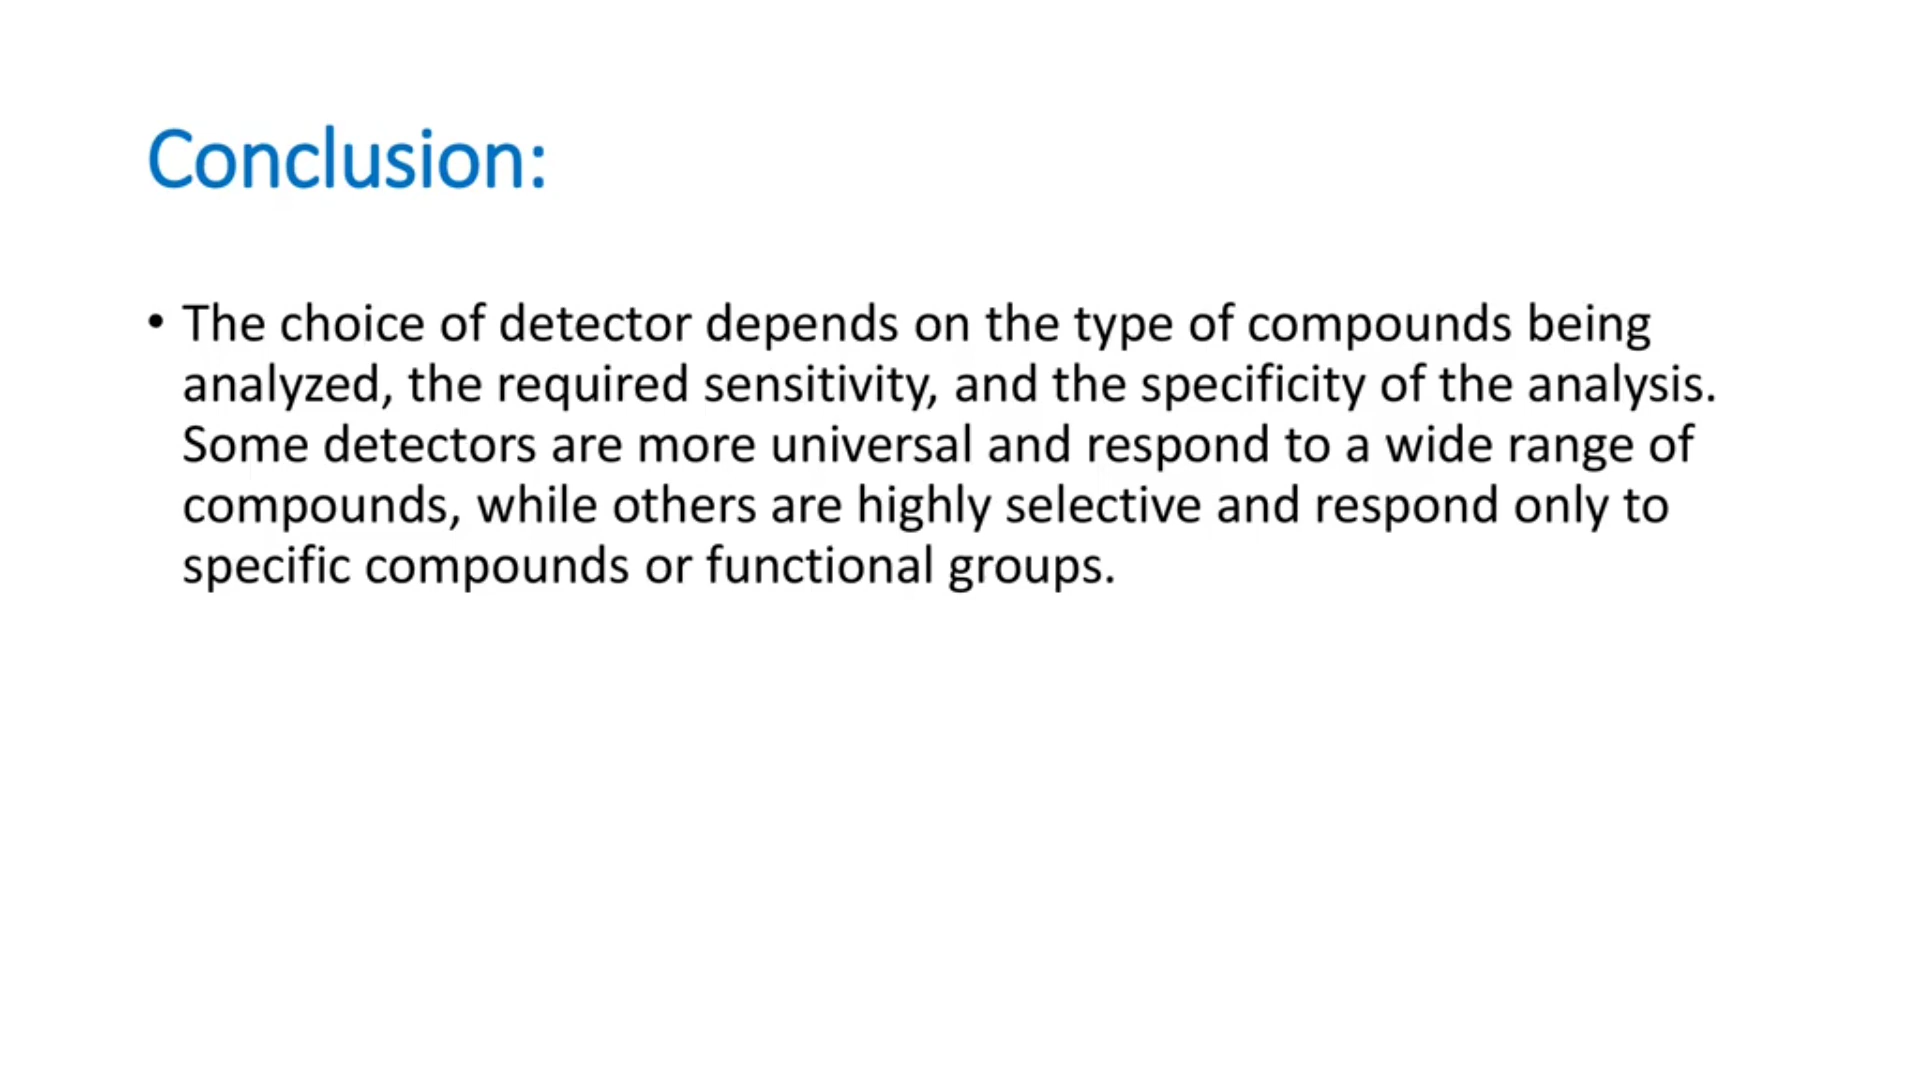 Conclusion:
• The choice of detector depends on the type of compounds being
analyzed, the required sensitivity, and the specificity of the analysis.
Some detectors are more universal and respond to a wide range of
compounds, while others are highly selective and respond only to
specific compounds or functional groups.